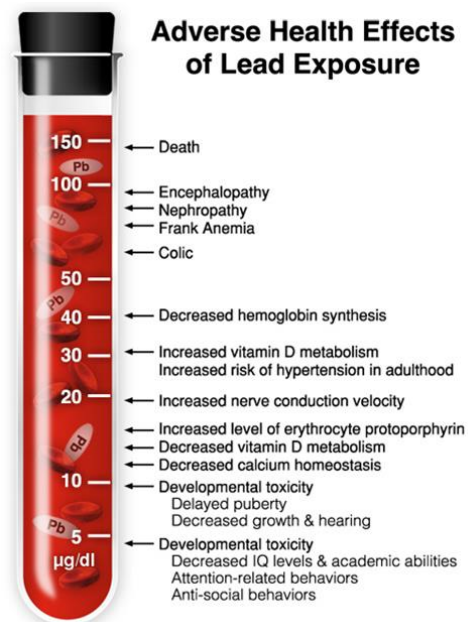 Adverse Health Effects
of Lead Exposure
150
Death
Pb
100
Encephalopathy
Nephropathy
Pb
Frank Anemia
Colic
50
Pb
40
Decreased hemoglobin synthesis
30
Increased vitamin D metabolism
Increased risk of hypertension in adulthood
20
Increased nerve conduction velocity
Increased level of erythrocyte protoporphyrin
Pb
Decreased vitamin D metabolism
Decreased calcium homeostasis
10
Developmental toxicity
Delayed puberty
Decreased growth & hearing
Pb
5
µg/dl
Developmental toxicity
Decreased IQ levels & academic abilities
Attention-related behaviors
Anti-social behaviors